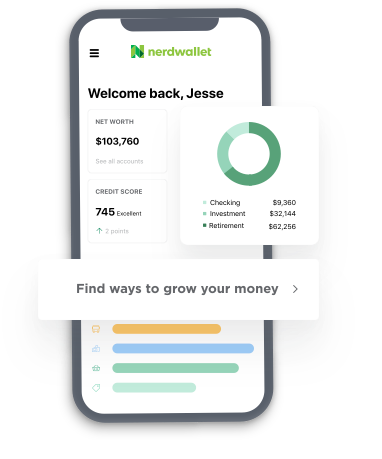 nerdwallet
Welcome back, Jesse
NET WORTH
$103,760
See all accounts
CREDIT SCORE
745 Excellent
2 points
Checking $9,360
Investment $32,144
Retirement $62,256
Find ways to grow your money